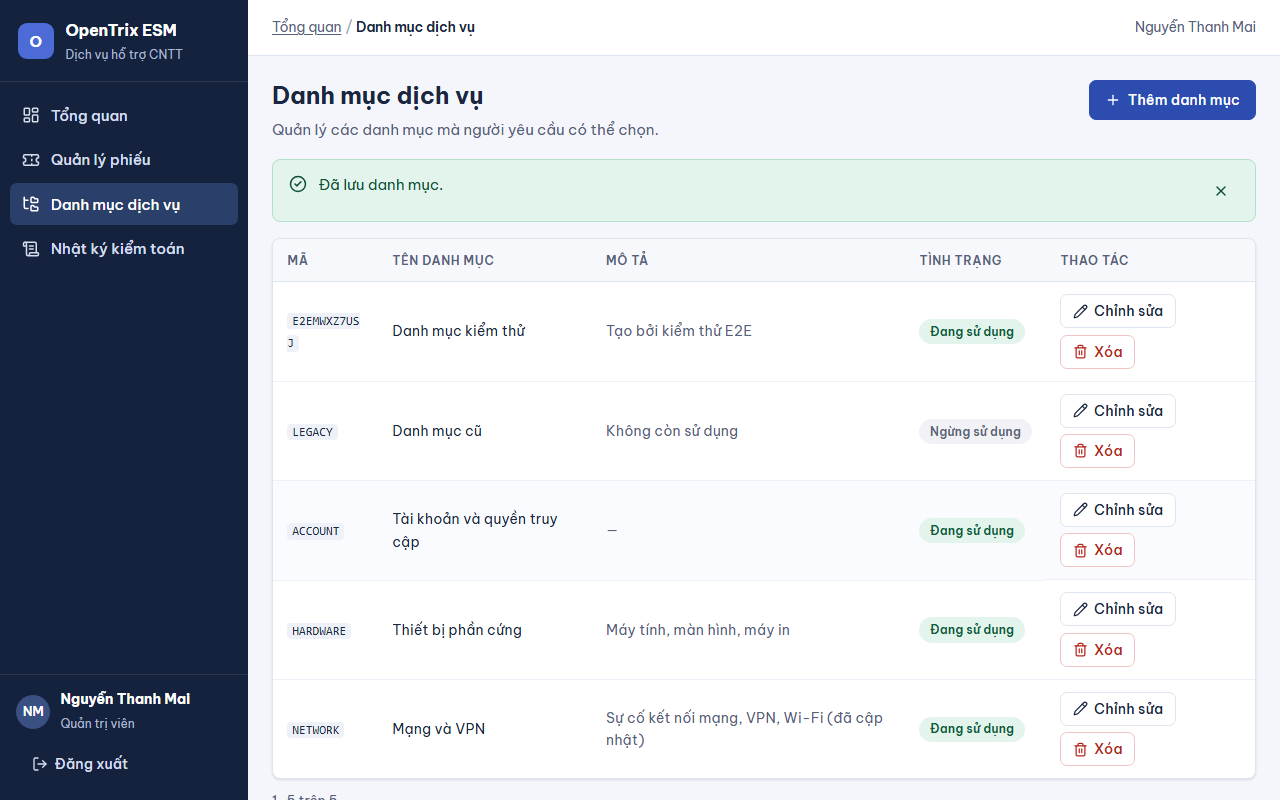 O
OpenTrix ESM
Dịch vụ hỗ trợ CNTT
Tổng quan
Quản lý phiếu
Danh mục dịch vụ
Nhật ký kiểm toán
NM
Nguyễn Thanh Mai
Quản trị viên
Đăng xuất
Tổng quan / Danh mục dịch vụ
Nguyễn Thanh Mai
Danh mục dịch vụ
Quản lý các danh mục mà người yêu cầu có thể chọn.
+ Thêm danh mục
Đã lưu danh mục.
MÃ TÊN DANH MỤC MÔ TẢ TÌNH TRẠNG THAO TÁC
E2EMWXZ7US
J
Danh mục kiểm thử
Tạo bởi kiểm thử E2E
Đang sử dụng
Chỉnh sửa
Xóa
LEGACY
Danh mục cũ
Không còn sử dụng
Ngừng sử dụng
Chỉnh sửa
Xóa
ACCOUNT
Tài khoản và quyền truy
cập
—
Đang sử dụng
Chỉnh sửa
Xóa
HARDWARE
Thiết bị phần cứng
Máy tính, màn hình, máy in
Đang sử dụng
Chỉnh sửa
Xóa
NETWORK
Mạng và VPN
Sự cố kết nối mạng, VPN, Wi-Fi (đã cập
nhật)
Đang sử dụng
Chỉnh sửa
Xóa
1–5 trên 5